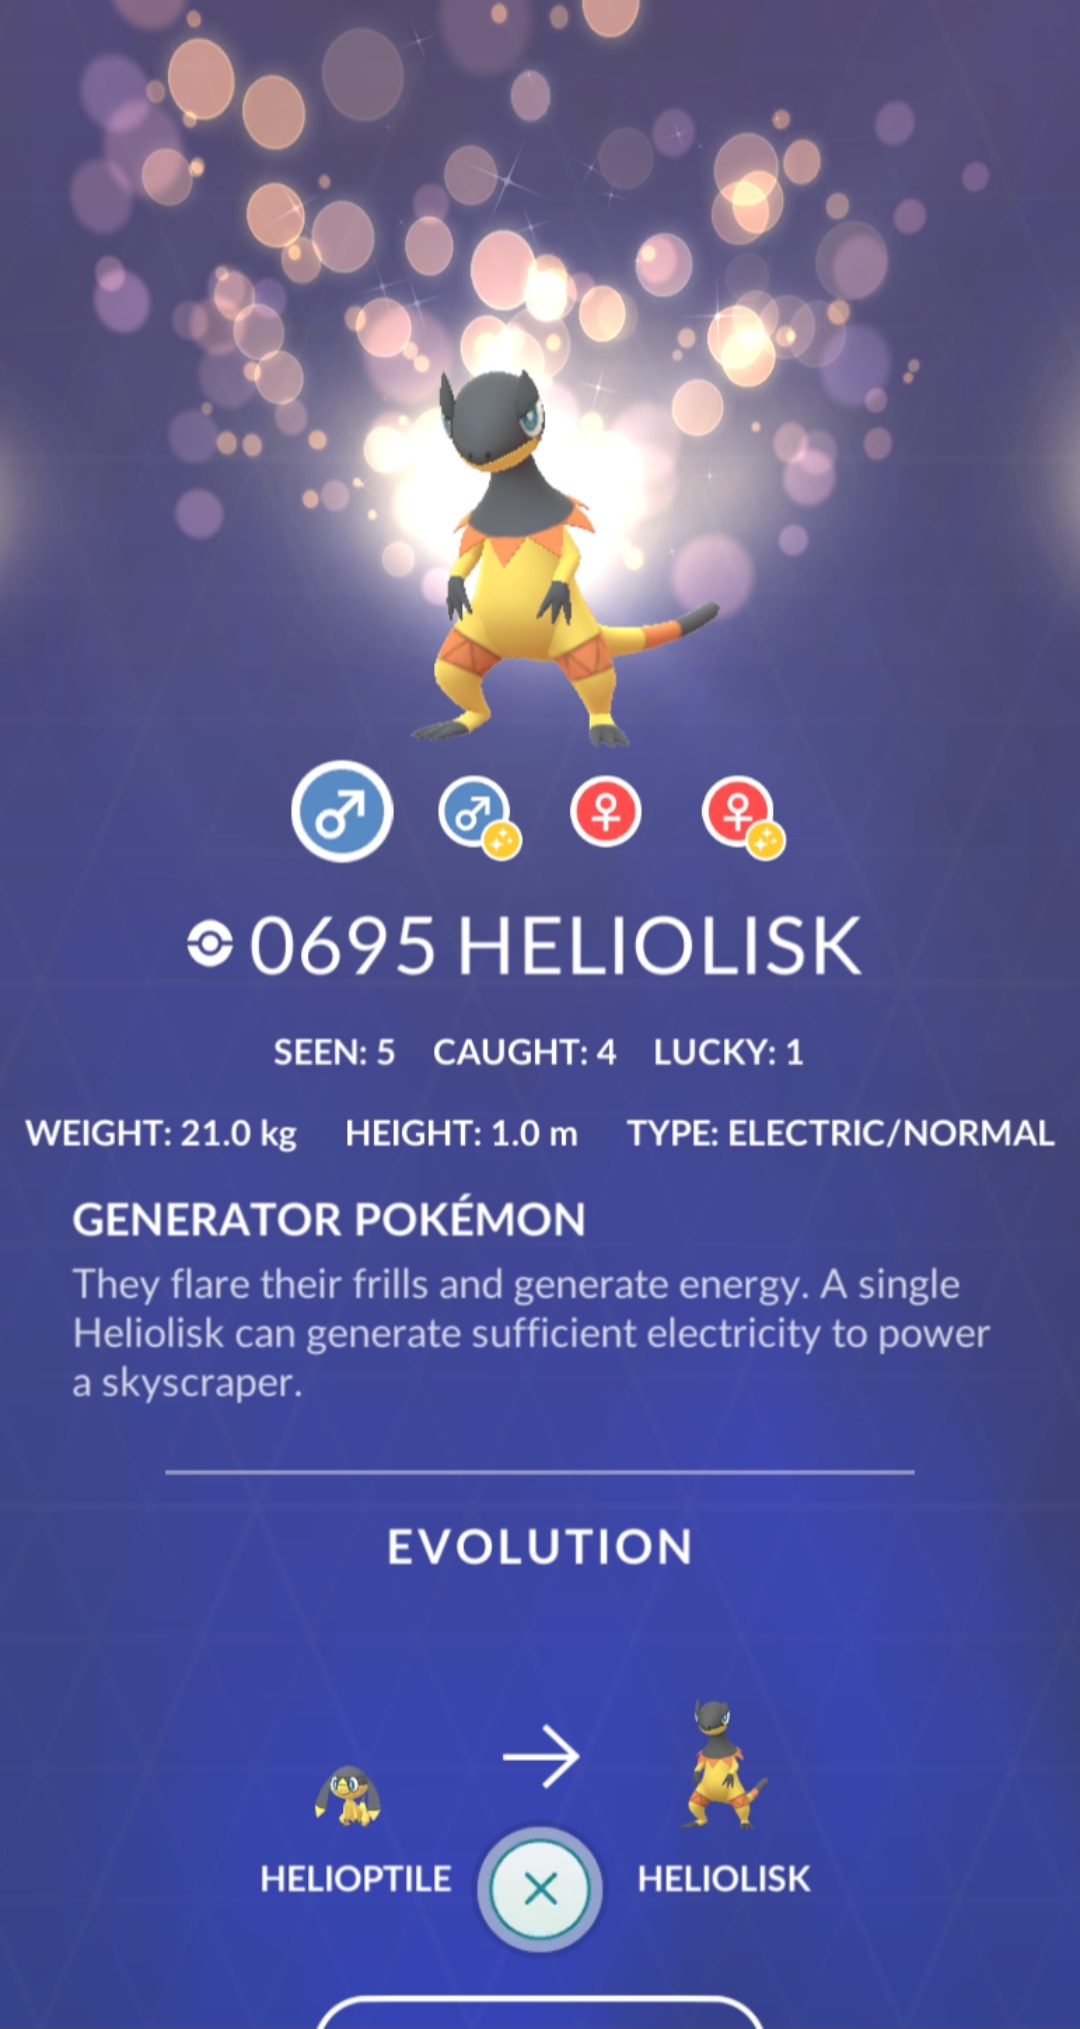 0695 HELIOLISK
SEEN: 5 CAUGHT: 4 LUCKY: 1
WEIGHT: 21.0 kg HEIGHT: 1.0 m TYPE: ELECTRIC/NORMAL
GENERATOR POKÉMON
They flare their frills and generate energy. A single
Heliolisk can generate sufficient electricity to power
a skyscraper.
EVOLUTION
HELIOPTILE HELIOLISK